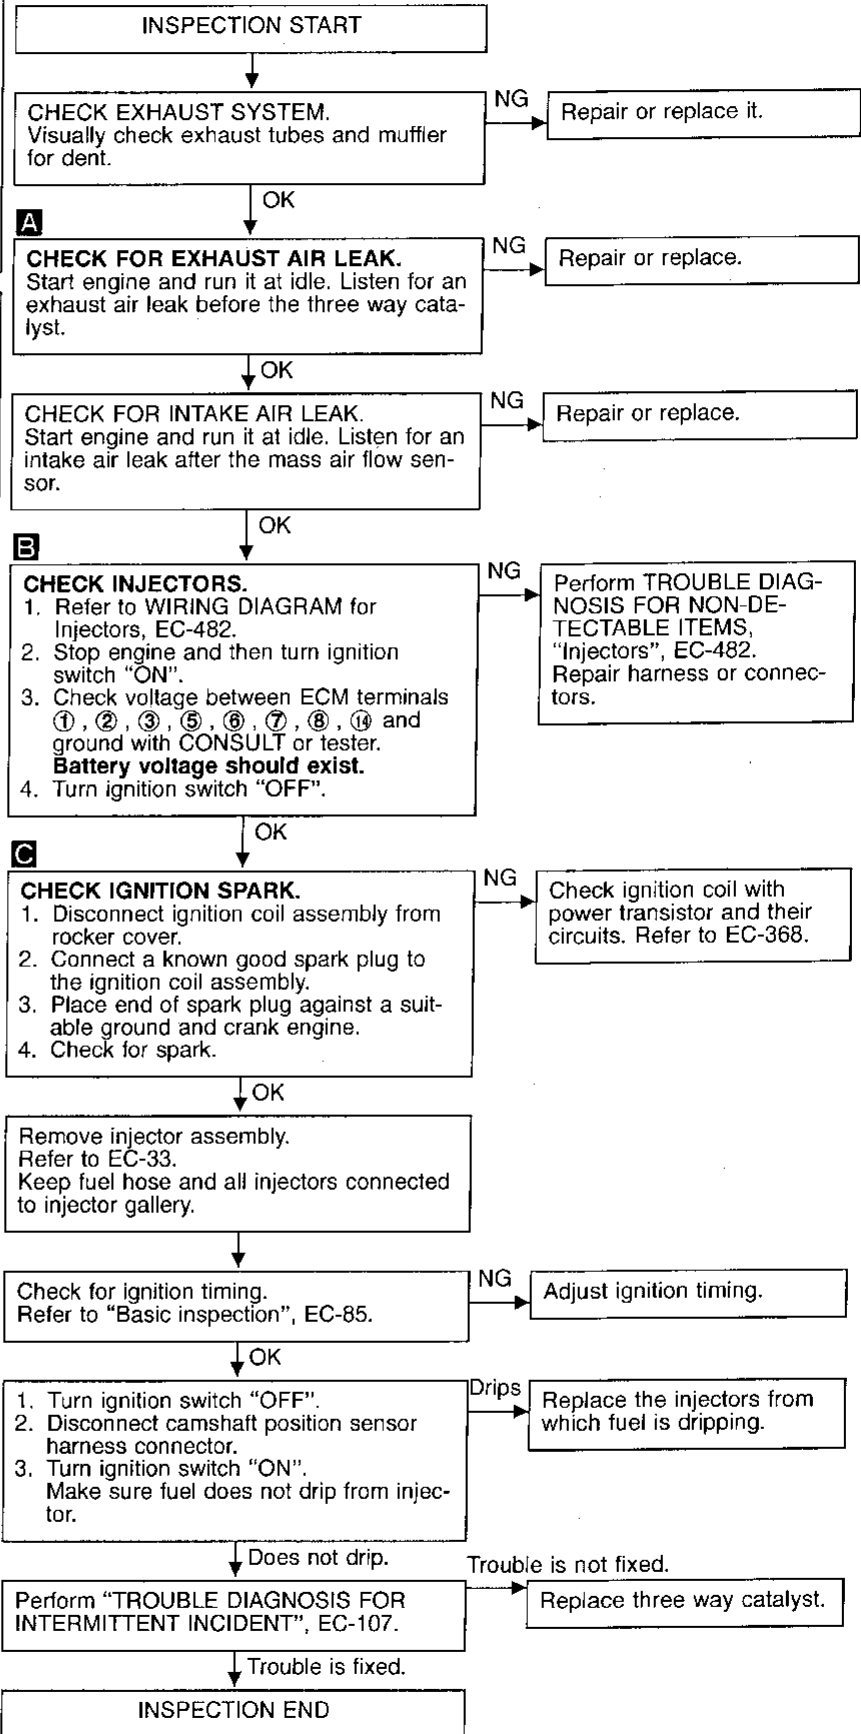 INSPECTION START
CHECK EXHAUST SYSTEM.
Visually check exhaust tubes and muffler
for dent.
NG
Repair or replace it.
OK
A
CHECK FOR EXHAUST AIR LEAK.
Start engine and run it at idle. Listen for an
exhaust air leak before the three way cata-
lyst.
NG
Repair or replace.
OK
CHECK FOR INTAKE AIR LEAK.
Start engine and run it at idle. Listen for an
intake air leak after the mass air flow sen-
sor.
NG
Repair or replace.
OK
B
CHECK INJECTORS.
1. Refer to WIRING DIAGRAM for
Injectors, EC-482.
2. Stop engine and then turn ignition
switch “ON”.
3. Check voltage between ECM terminals
①, ②, ③, ⑤, ⑥, ⑦, ⑧, ⑭ and
ground with CONSULT or tester.
Battery voltage should exist.
4. Turn ignition switch “OFF”.
NG
Perform TROUBLE DIAG-
NOSIS FOR NON-DE-
TECTABLE ITEMS,
“Injectors”, EC-482.
Repair harness or connec-
tors.
OK
C
CHECK IGNITION SPARK.
1. Disconnect ignition coil assembly from
rocker cover.
2. Connect a known good spark plug to
the ignition coil assembly.
3. Place end of spark plug against a suit-
able ground and crank engine.
4. Check for spark.
NG
Check ignition coil with
power transistor and their
circuits. Refer to EC-368.
OK
Remove injector assembly.
Refer to EC-33.
Keep fuel hose and all injectors connected
to injector gallery.
Check for ignition timing.
Refer to “Basic inspection”, EC-85.
NG
Adjust ignition timing.
OK
1. Turn ignition switch “OFF”.
2. Disconnect camshaft position sensor
harness connector.
3. Turn ignition switch “ON”.
Make sure fuel does not drip from injec-
tor.
Drips
Replace the injectors from
which fuel is dripping.
Does not drip.
Perform “TROUBLE DIAGNOSIS FOR
INTERMITTENT INCIDENT”, EC-107.
Trouble is not fixed.
Replace three way catalyst.
Trouble is fixed.
INSPECTION END